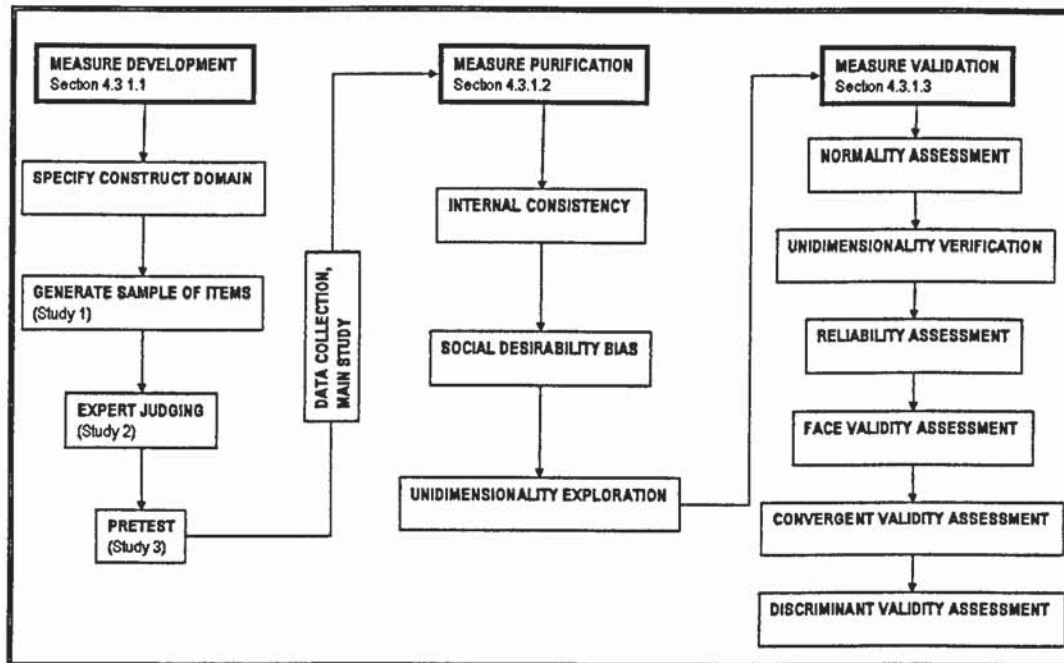 MEASURE DEVELOPMENT
Section 4.3 1.1
SPECIFY CONSTRUCT DOMAIN
GENERATE SAMPLE OF ITEMS
(Study 1)
EXPERT JUDGING
(Study 2)
PRETEST
(Study 3)
DATA COLLECTION,
MAIN STUDY
MEASURE PURIFICATION
Section 4.3.1.2
INTERNAL CONSISTENCY
SOCIAL DESIRABILITY BIAS
UNIDIMENSIONALITY EXPLORATION
MEASURE VALIDATION
Section 4.3.1.3
NORMALITY ASSESSMENT
UNIDIMENSIONALITY VERIFICATION
RELIABILITY ASSESSMENT
FACE VALIDITY ASSESSMENT
CONVERGENT VALIDITY ASSESSMENT
DISCRIMINANT VALIDITY ASSESSMENT